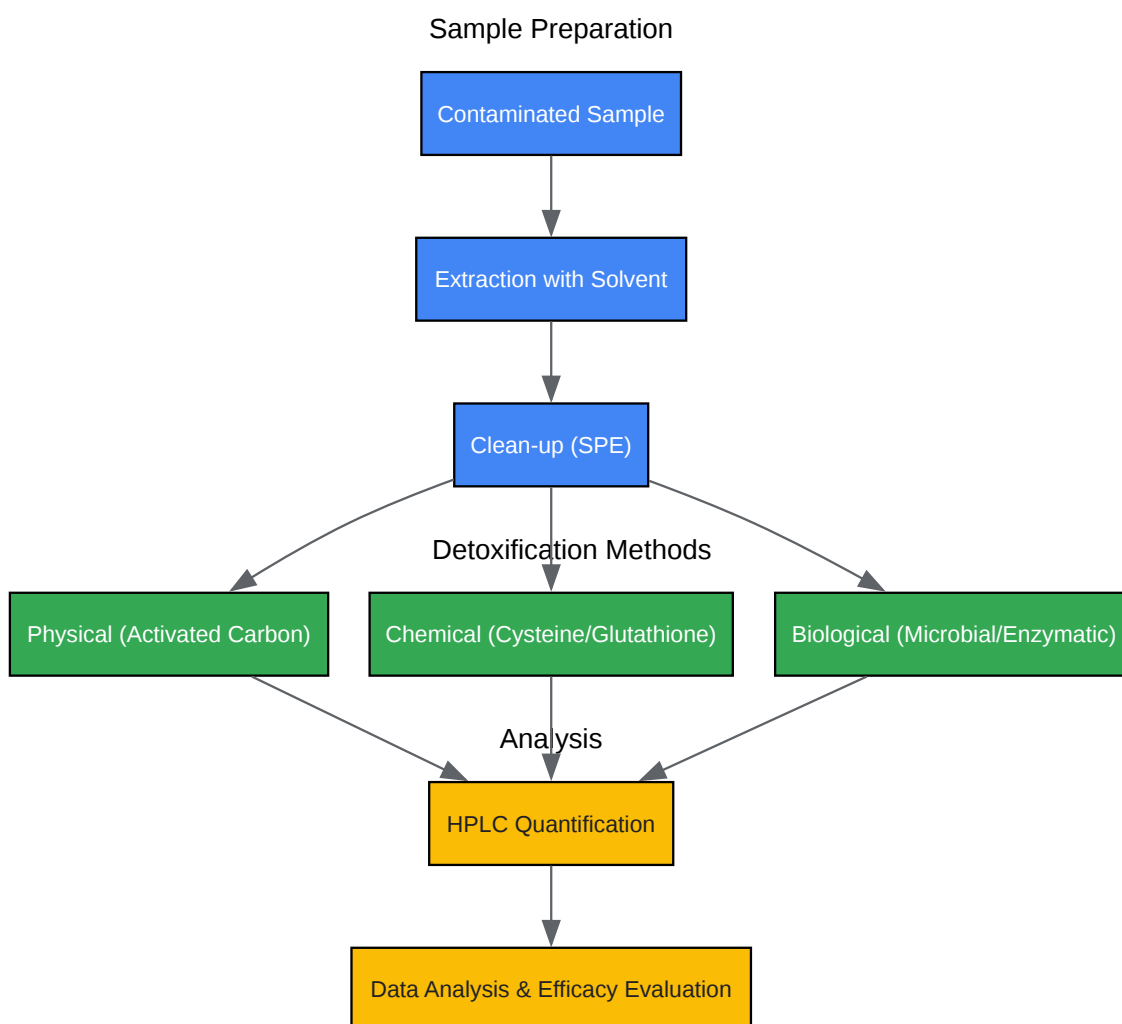 Sample Preparation
Contaminated Sample
Extraction with Solvent
Clean-up (SPE)
Detoxification Methods
Physical (Activated Carbon)
Chemical (Cysteine/Glutathione)
Biological (Microbial/Enzymatic)
Analysis
HPLC Quantification
Data Analysis & Efficacy Evaluation